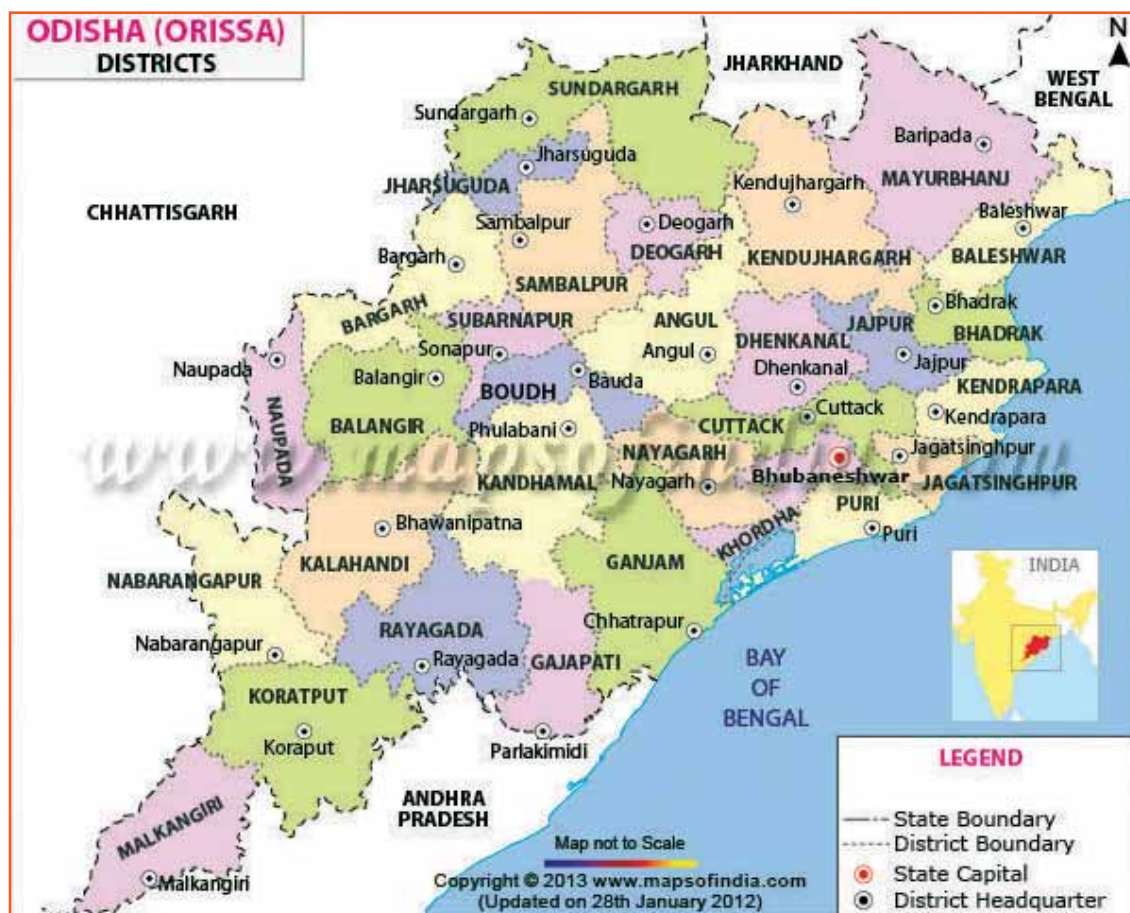 ODISHA (ORISSA)
DISTRICTS
N
JHARKHAND
WEST
BENGAL
SUNDARGARH
Sundargarh
Baripada
Jharsuguda
MAYURBHANJ
JHARSUGUDA
Kendujhargarh
CHHATTISGARH
Baleshwar
Sambalpur
Deogarh
Bargarh
DEOGARH
KENDUJHARGARH
BALESHWAR
SAMBALPUR
BARGARH
Bhadrak
SUBARNAPUR
ANGUL
JAJPUR
BHADRAK
DHENKANAL
Naupada
Sonapur
Angul
Jajpur
Balangir
BOUDH
Bauda
Dhenkanal
KENDRAPARA
NAUPADA
BALANGIR
Phulabani
CUTTACK
Cuttack
Kendrapara
www.mapsofindia.com
NAYAGARH
Jagatsinghpur
KANDHAMAL
Nayagarh
Bhubaneshwar
JAGATSINGHPUR
PURI
Bhawanipatna
KHORDHA
Puri
KALAHANDI
GANJAM
NABARANGAPUR
INDIA
Nabarangapur
RAYAGADA
Chhatrapur
Rayagada
GAJAPATI
BAY
OF
BENGAL
KORATPUT
Koraput
Parlakimidi
LEGEND
ANDHRA
PRADESH
MALKANGIRI
State Boundary
District Boundary
Map not to Scale
State Capital
Malkangiri
District Headquarter
Copyright © 2013 www.mapsofindia.com
(Updated on 28th January 2012)